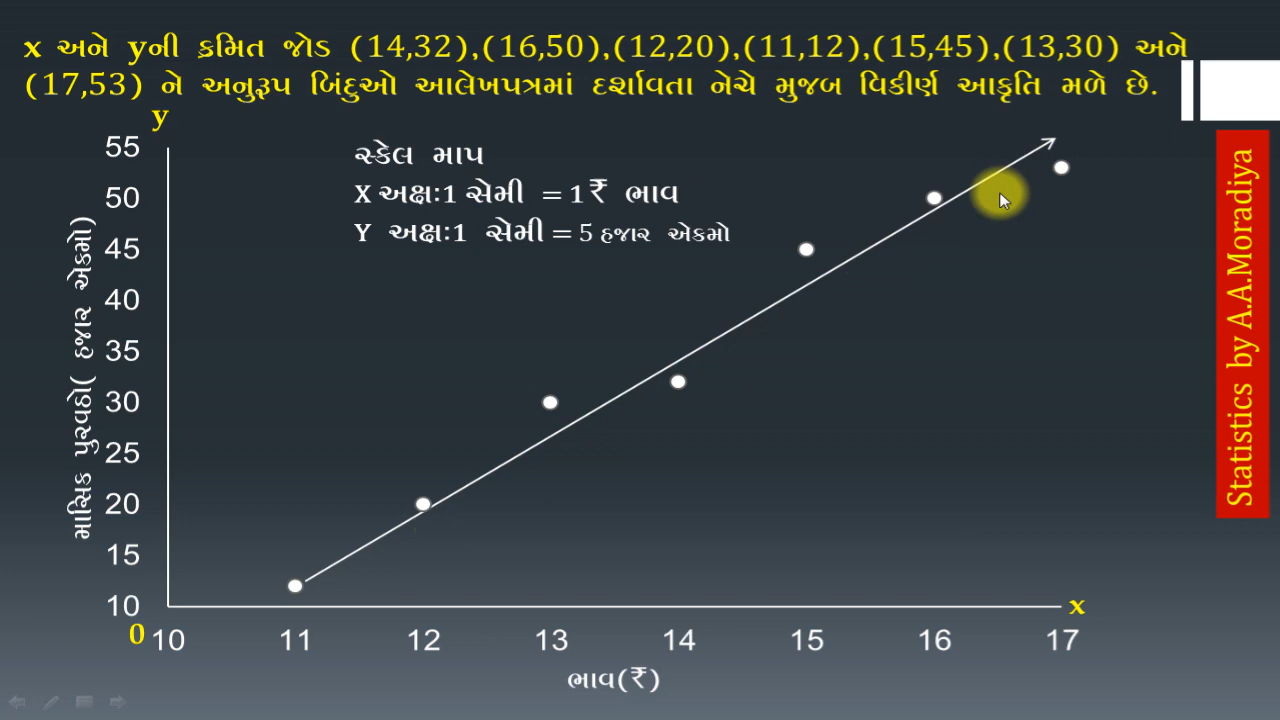 x અને yની ક્રમિત જોડ (14,32),(16,50),(12,20),(11,12),(15,45),(13,30) અને
(17,53) ને અનુરૂપ બિંદુઓ આલેખપત્રમાં દર્શાવતા નેચે મુજબ વિકીર્ણ આકૃતિ મળે છે.
y
સ્કેલ માપ
X અક્ષ:1 સેમી = 1 ₹ ભાવ
Y અક્ષ:1 સેમી = 5 હજાર એકમો
55
50
45
40
35
30
25
20
15
10
માસિક પુરવઠો( હજાર એકમો)
0
10 11 12 13 14 15 16 17
x
ભાવ(₹)
Statistics by A.A.Moradiya